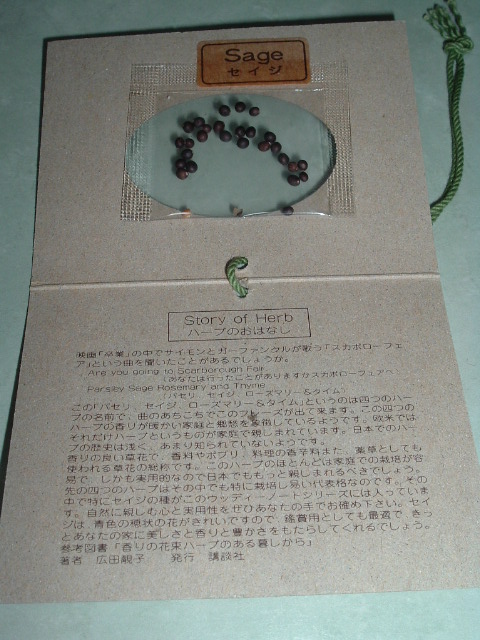 Sage
セイジ
Story of Herb
ハーブのおはなし
映画「卒業」の中でサイモンとガーファンクルが歌う「スカボローフェ
ア」という曲を聞いたことがあるでしょうか。
Are you going to Scarborough Fair
(あなたは行ったことがありますかスカボローフェアへ)
Parsley Sage Rosemary and Thyme
(パセリ、セイジ、ローズマリー&タイム)
この「パセリ、セイジ、ローズマリー&タイム」というのは四つのハー
ブの名前で、曲のあちこちでこのフレーズが出て来ます。この四つの
ハーブの香りが暖かい家庭と郷愁を象徴しているようです。欧米では
それだけハーブというものが家庭で親しまれています。日本でのハー
ブの歴史は浅く、あまり知られていないようです。
香りの良い草花で、香料やポプリ、料理の香辛料また、薬草としても
使われる草花の総称です。このハーブのほとんどは家庭での栽培が容
易で、しかも実用的なので日本でももっと親しまれるべきでしょう。
先の四つのハーブはその中でも特に栽培し易い代表格なのです。その
中で特にセイジの種がこのウッディーノートシリーズには入っていま
す。自然に親しむ心と実用性をぜひあなたの手でお確め下さい。セイ
ジは、青色の穂状の花がきれいですので、鑑賞用としても最適で、きっ
とあなたの家に美しさと香りと豊かさをもたらしてくれるでしょう。
参考図書「香りの花束ハーブのある暮しから」
著者 広田靚子 発行 講談社